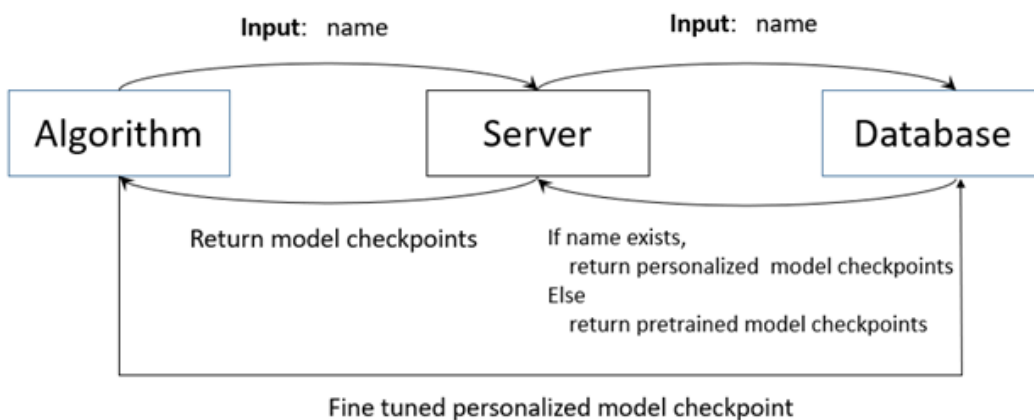 Input: name
Input: name
Algorithm
Server
Database
Return model checkpoints
If name exists,
return personalized model checkpoints
Else
return pretrained model checkpoints
Fine tuned personalized model checkpoint